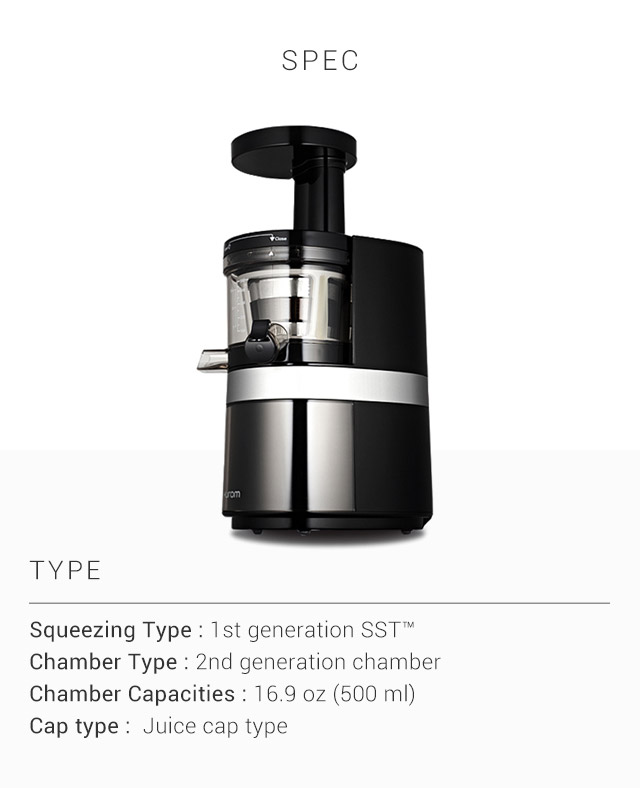 SPEC
Close
TYPE
Squeezing Type : 1st generation SST™
Chamber Type : 2nd generation chamber
Chamber Capacities : 16.9 oz (500 ml)
Cap type : Juice cap type